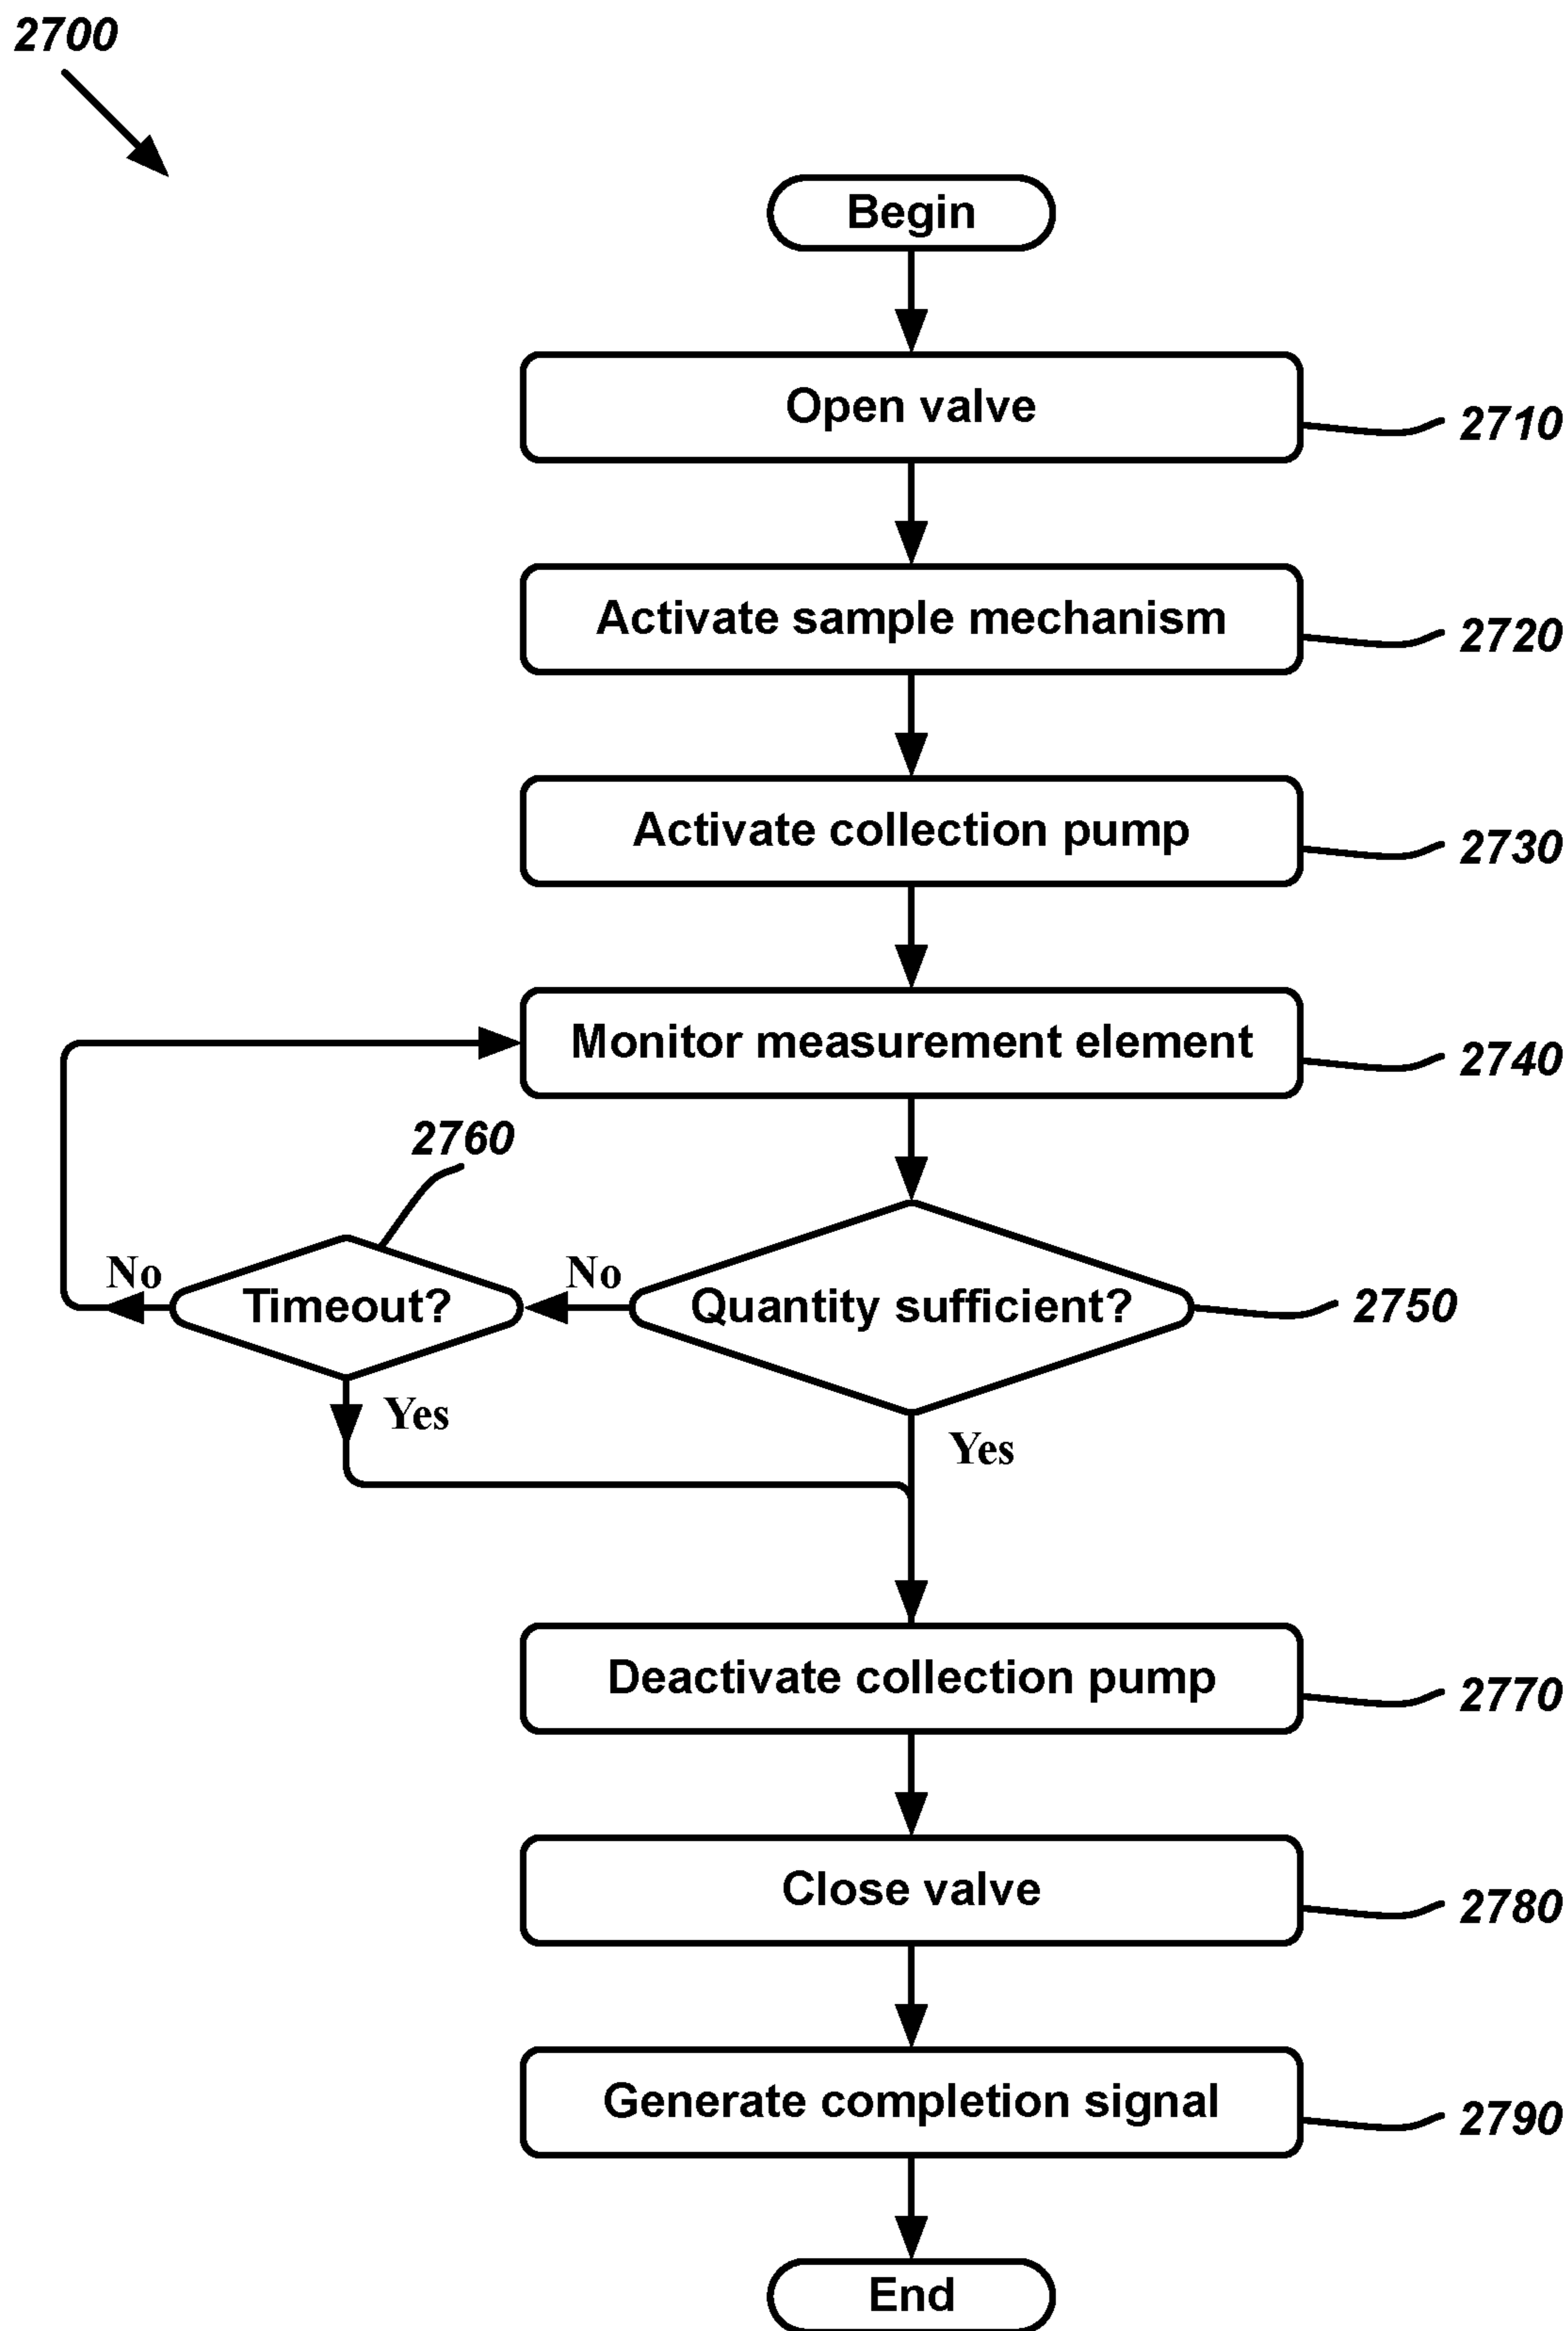 2700
Begin
Open valve
2710
Activate sample mechanism
2720
Activate collection pump
2730
Monitor measurement element
2740
2760
No
Timeout?
No
Quantity sufficient?
2750
Yes
Yes
Deactivate collection pump
2770
Close valve
2780
Generate completion signal
2790
End